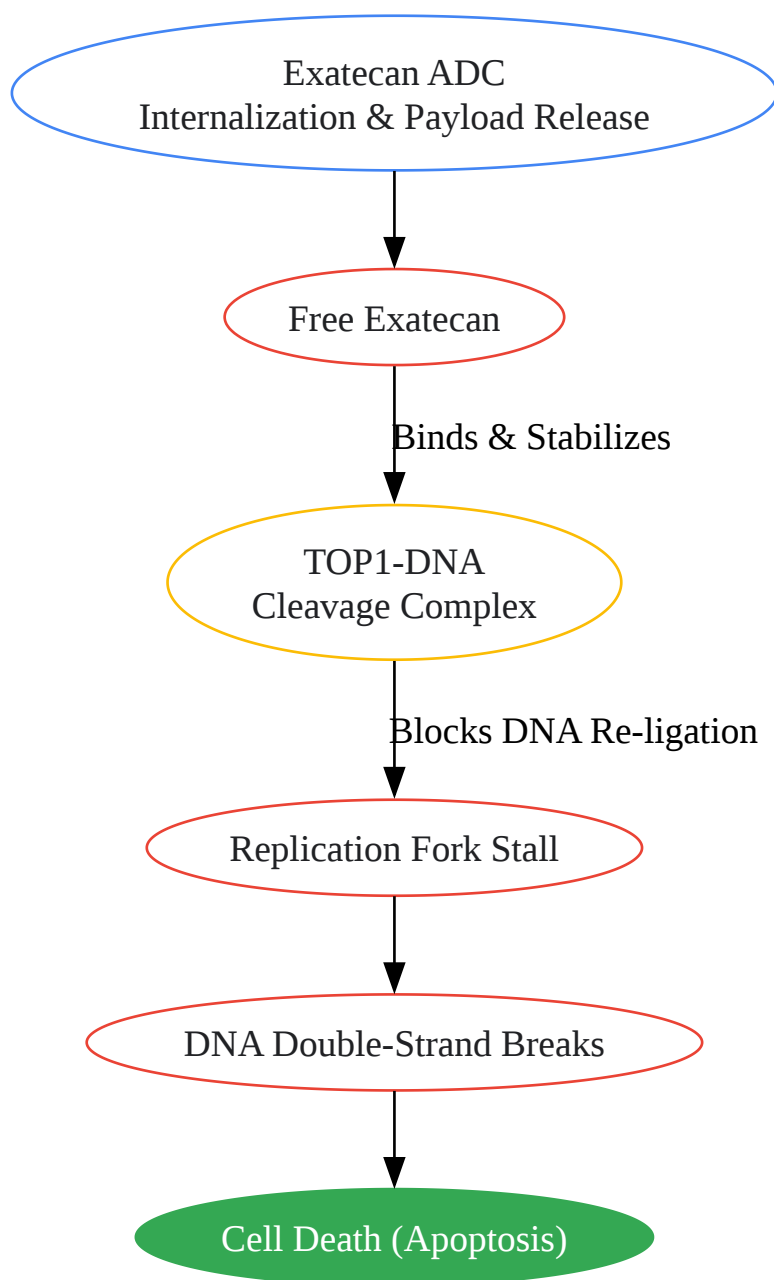 Exatecan ADC
Internalization & Payload Release
Free Exatecan
Binds & Stabilizes
TOP1-DNA
Cleavage Complex
Blocks DNA Re-ligation
Replication Fork Stall
DNA Double-Strand Breaks
Cell Death (Apoptosis)